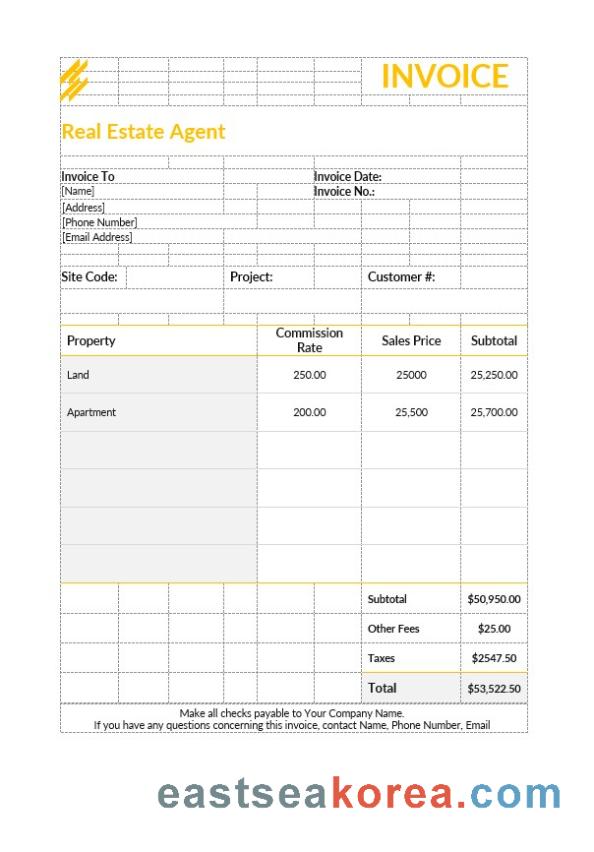 INVOICE
Real Estate Agent
Invoice To
Invoice Date:
[Name]
Invoice No.:
[Address]
[Phone Number]
[Email Address]
Site Code:
Project:
Customer #:
Property
Commission
Rate
Sales Price
Subtotal
Land
250.00
25000
25,250.00
Apartment
200.00
25,500
25,700.00
Subtotal
$50,950.00
Other Fees
$25.00
Taxes
$2547.50
Total
$53,522.50
Make all checks payable to Your Company Name.
If you have any questions concerning this invoice, contact Name, Phone Number, Email
eastseakorea.com